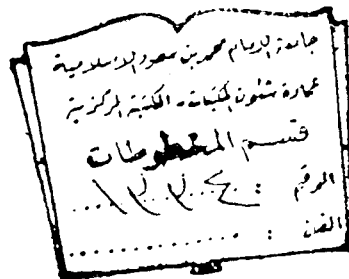 جامعة الإمام محمد بن سعود الإسلامية
عمادة شئون المكتبات - المكتبة المركزية
قسم المخطوطات
الرقم :
الفن :